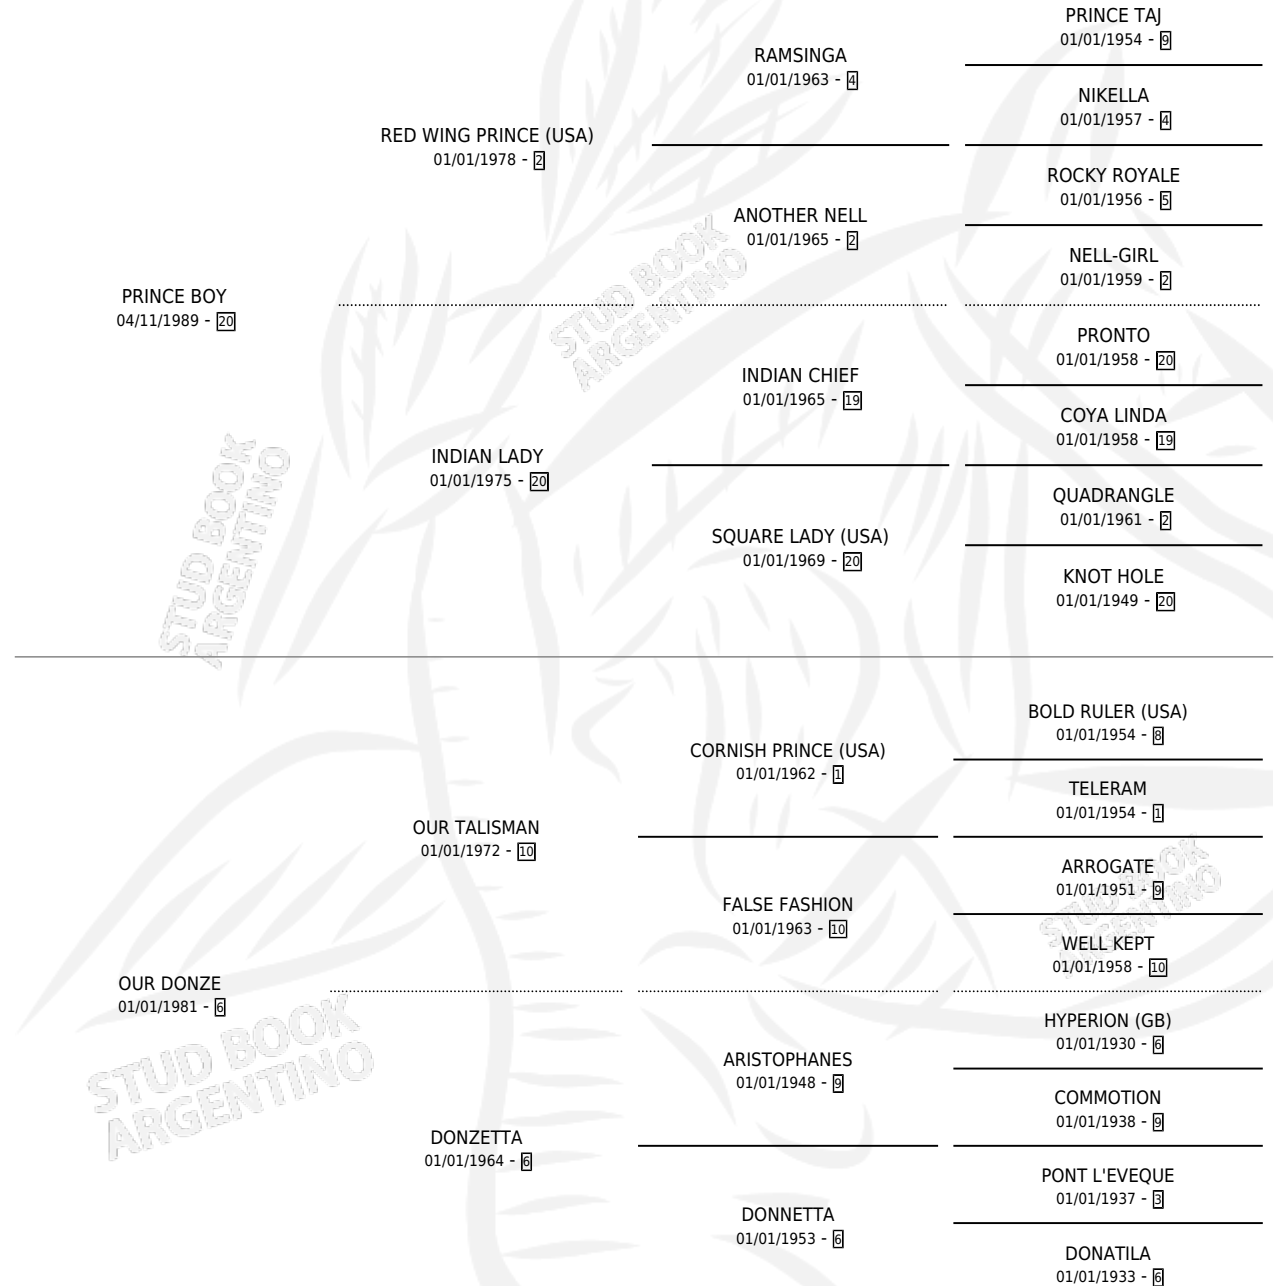 PRINCE TAJ
01/01/1954 - 9
RAMSINGA
01/01/1963 - 4
NIKELLA
01/01/1957 - 4
RED WING PRINCE (USA)
01/01/1978 - 2
ROCKY ROYALE
01/01/1956 - 5
ANOTHER NELL
01/01/1965 - 2
NELL-GIRL
01/01/1959 - 2
PRINCE BOY
04/11/1989 - 20
PRONTO
01/01/1958 - 20
INDIAN CHIEF
01/01/1965 - 19
COYA LINDA
01/01/1958 - 19
INDIAN LADY
01/01/1975 - 20
QUADRANGLE
01/01/1961 - 2
SQUARE LADY (USA)
01/01/1969 - 20
KNOT HOLE
01/01/1949 - 20
STUD BOOK
ARGENTINO
STUD BOOK
ARGENTINO
BOLD RULER (USA)
01/01/1954 - 8
CORNISH PRINCE (USA)
01/01/1962 - 1
TELERAM
01/01/1954 - 1
OUR TALISMAN
01/01/1972 - 10
ARROGATE
01/01/1951 - 9
FALSE FASHION
01/01/1963 - 10
WELL KEPT
01/01/1958 - 10
STUD BOOK
ARGENTINO
OUR DONZE
01/01/1981 - 6
HYPERION (GB)
01/01/1930 - 6
ARISTOPHANES
01/01/1948 - 9
COMMOTION
01/01/1938 - 9
STUD BOOK
ARGENTINO
DONZETTA
01/01/1964 - 6
PONT L'EVEQUE
01/01/1937 - 3
DONNETTA
01/01/1953 - 6
DONATILA
01/01/1933 - 6